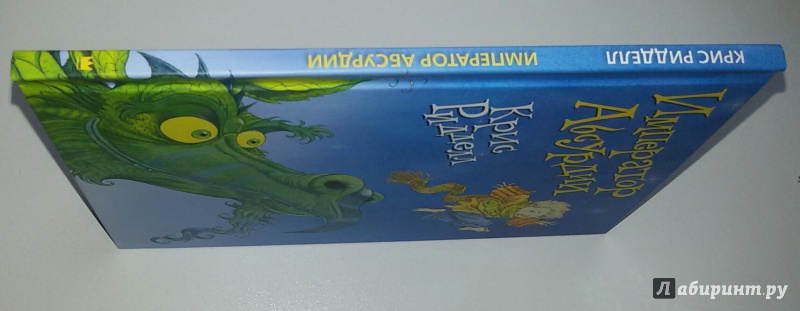 КРИС РИДДЕЛЛ
ИМПЕРАТОР АБСУРДИИ
Император
Абсурдии
Крис
Ридделл
Лабиринт.ру